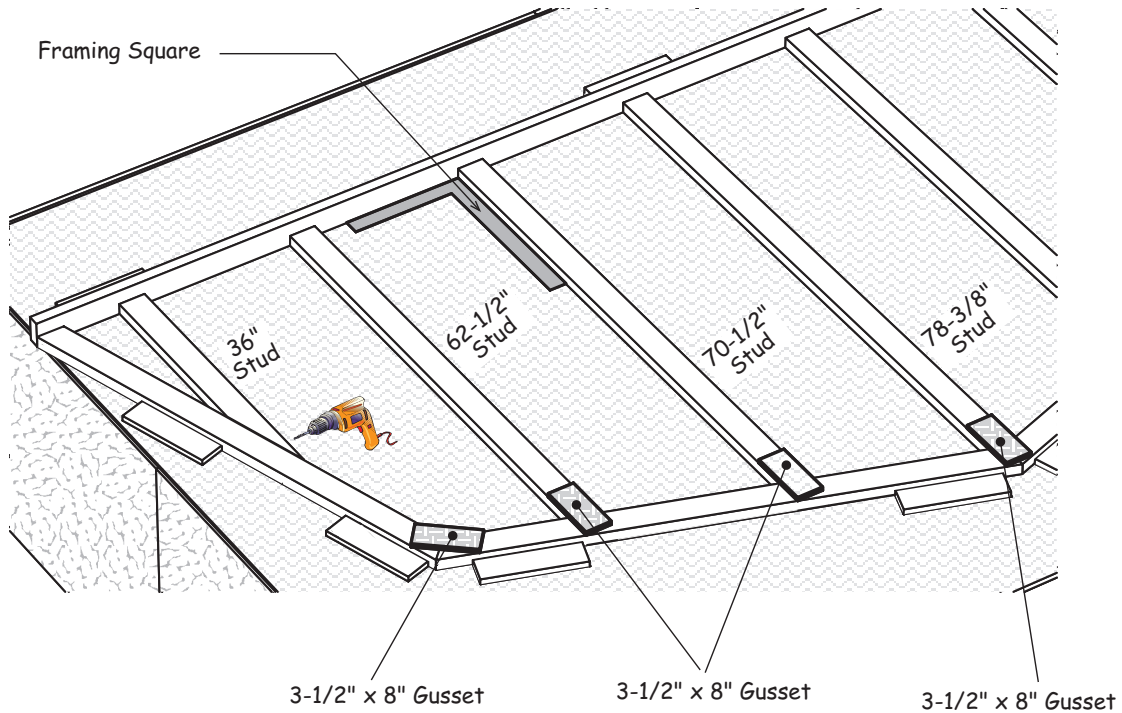 Framing Square
36"
Stud
62-1/2"
Stud
70-1/2"
Stud
78-3/8"
Stud
3-1/2" x 8" Gusset
3-1/2" x 8" Gusset
3-1/2" x 8" Gusset